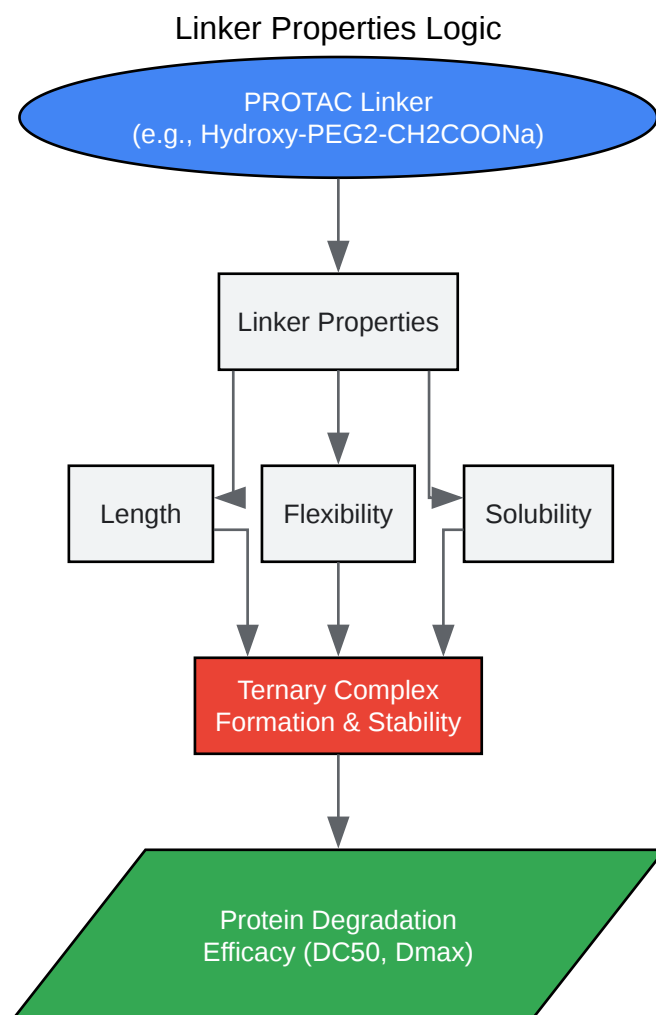 Linker Properties Logic
PROTAC Linker
(e.g., Hydroxy-PEG2-CH2COONa)
Linker Properties
Length
Flexibility
Solubility
Ternary Complex
Formation & Stability
Protein Degradation
Efficacy (DC50, Dmax)